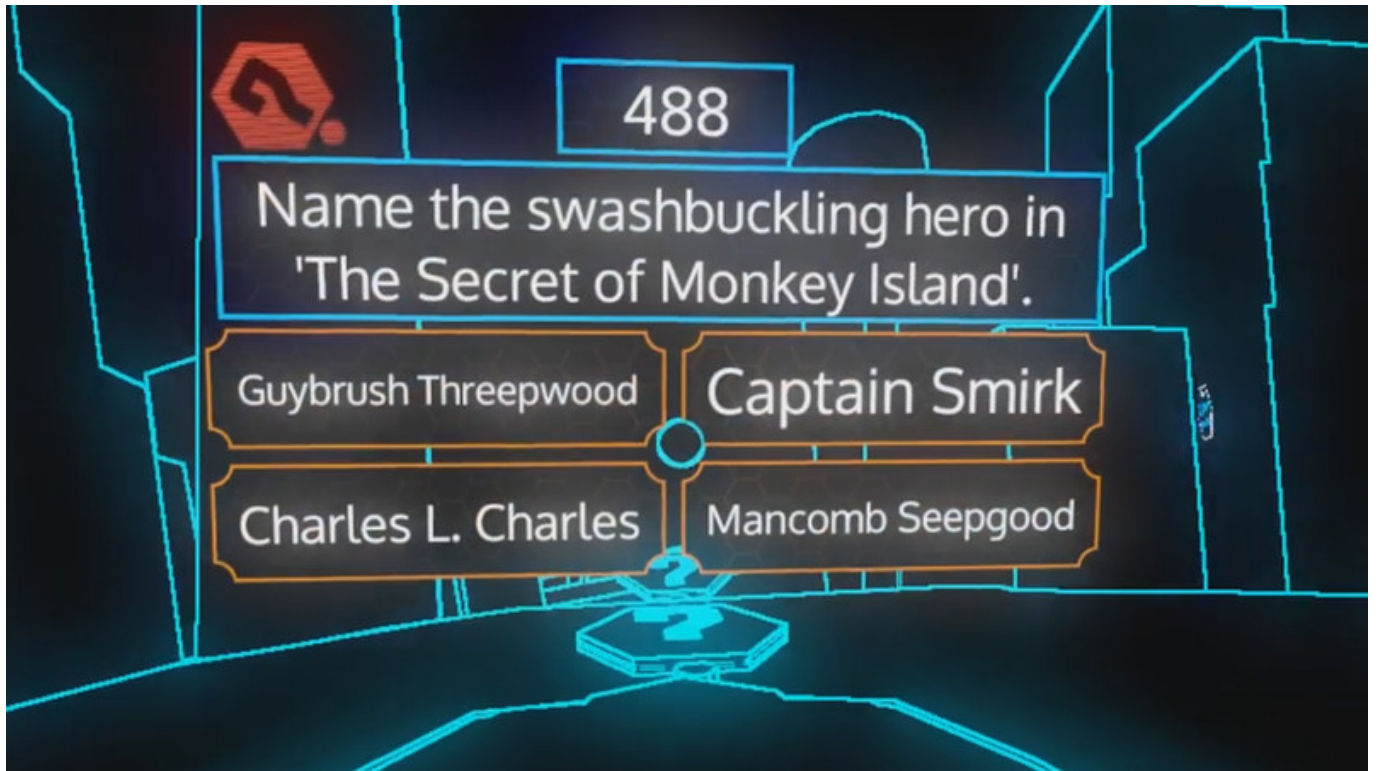 488
Name the swashbuckling hero in
'The Secret of Monkey Island'.
Guybrush Threepwood
Captain Smirk
Charles L. Charles
Mancomb Seepgood
?
?
?